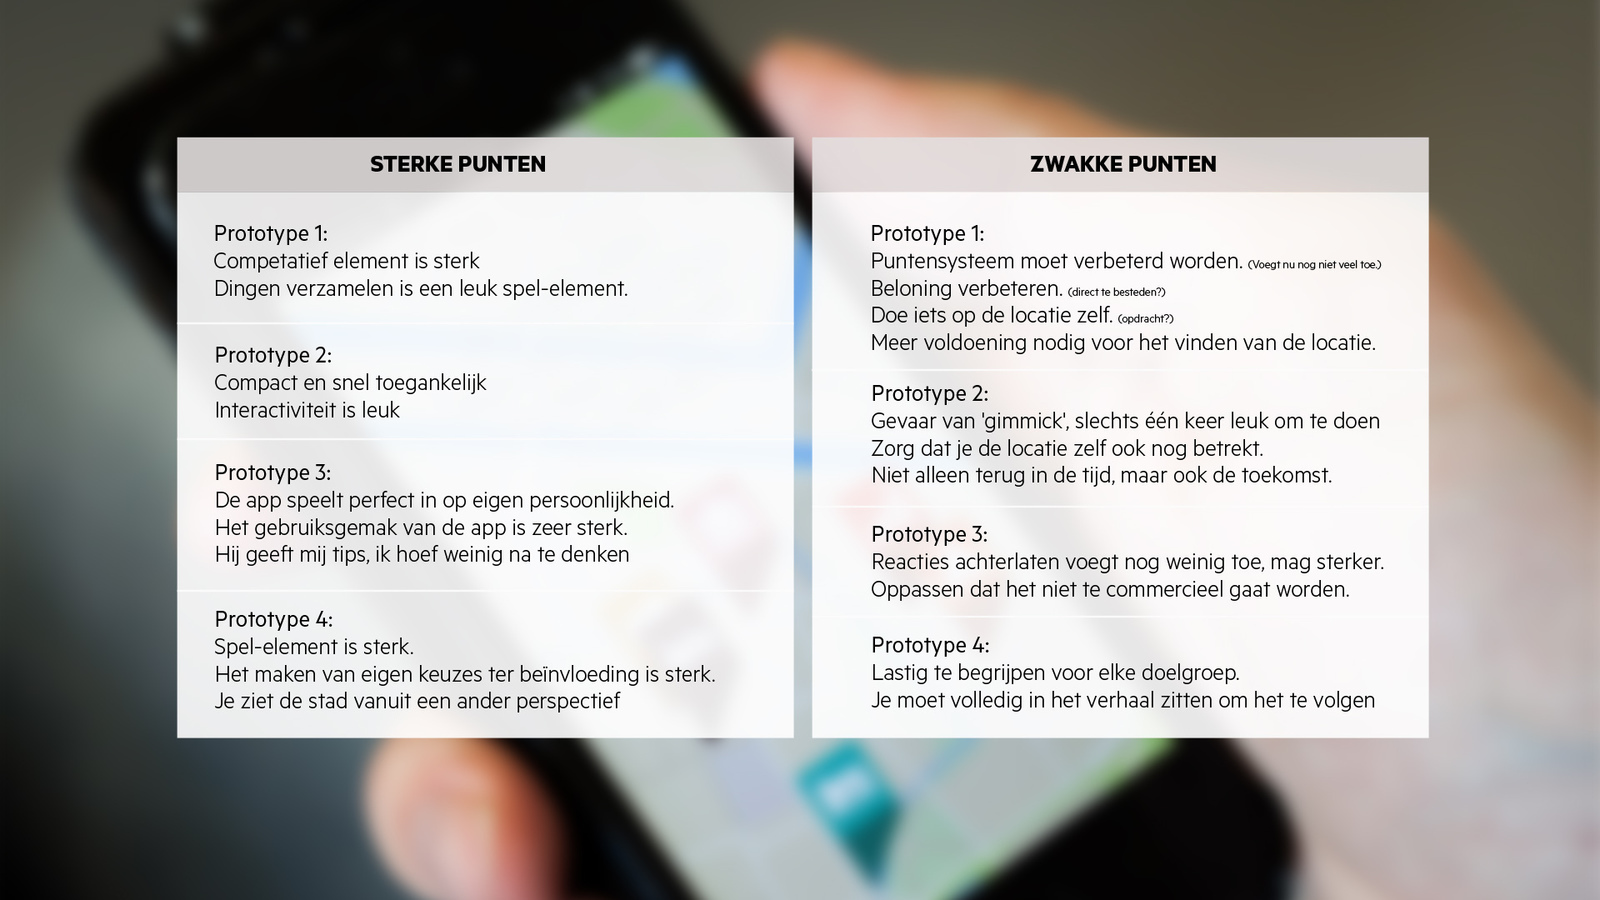 STERKE PUNTEN
Prototype 1:
Competatief element is sterk
Dingen verzamelen is een leuk spel-element.
Prototype 2:
Compact en snel toegankelijk
Interactiviteit is leuk
Prototype 3:
De app speelt perfect in op eigen persoonlijkheid.
Het gebruiksgemak van de app is zeer sterk.
Hij geeft mij tips, ik hoef weinig na te denken
Prototype 4:
Spel-element is sterk.
Het maken van eigen keuzes ter beïnvloeding is sterk.
Je ziet de stad vanuit een ander perspectief
ZWAKKE PUNTEN
Prototype 1:
Puntensysteem moet verbeterd worden. (Voegt nu nog niet veel toe.)
Beloning verbeteren. (direct te besteden?)
Doe iets op de locatie zelf. (opdracht?)
Meer voldoening nodig voor het vinden van de locatie.
Prototype 2:
Gevaar van 'gimmick', slechts één keer leuk om te doen
Zorg dat je de locatie zelf ook nog betrekt.
Niet alleen terug in de tijd, maar ook de toekomst.
Prototype 3:
Reacties achterlaten voegt nog weinig toe, mag sterker.
Oppassen dat het niet te commercieel gaat worden.
Prototype 4:
Lastig te begrijpen voor elke doelgroep.
Je moet volledig in het verhaal zitten om het te volgen